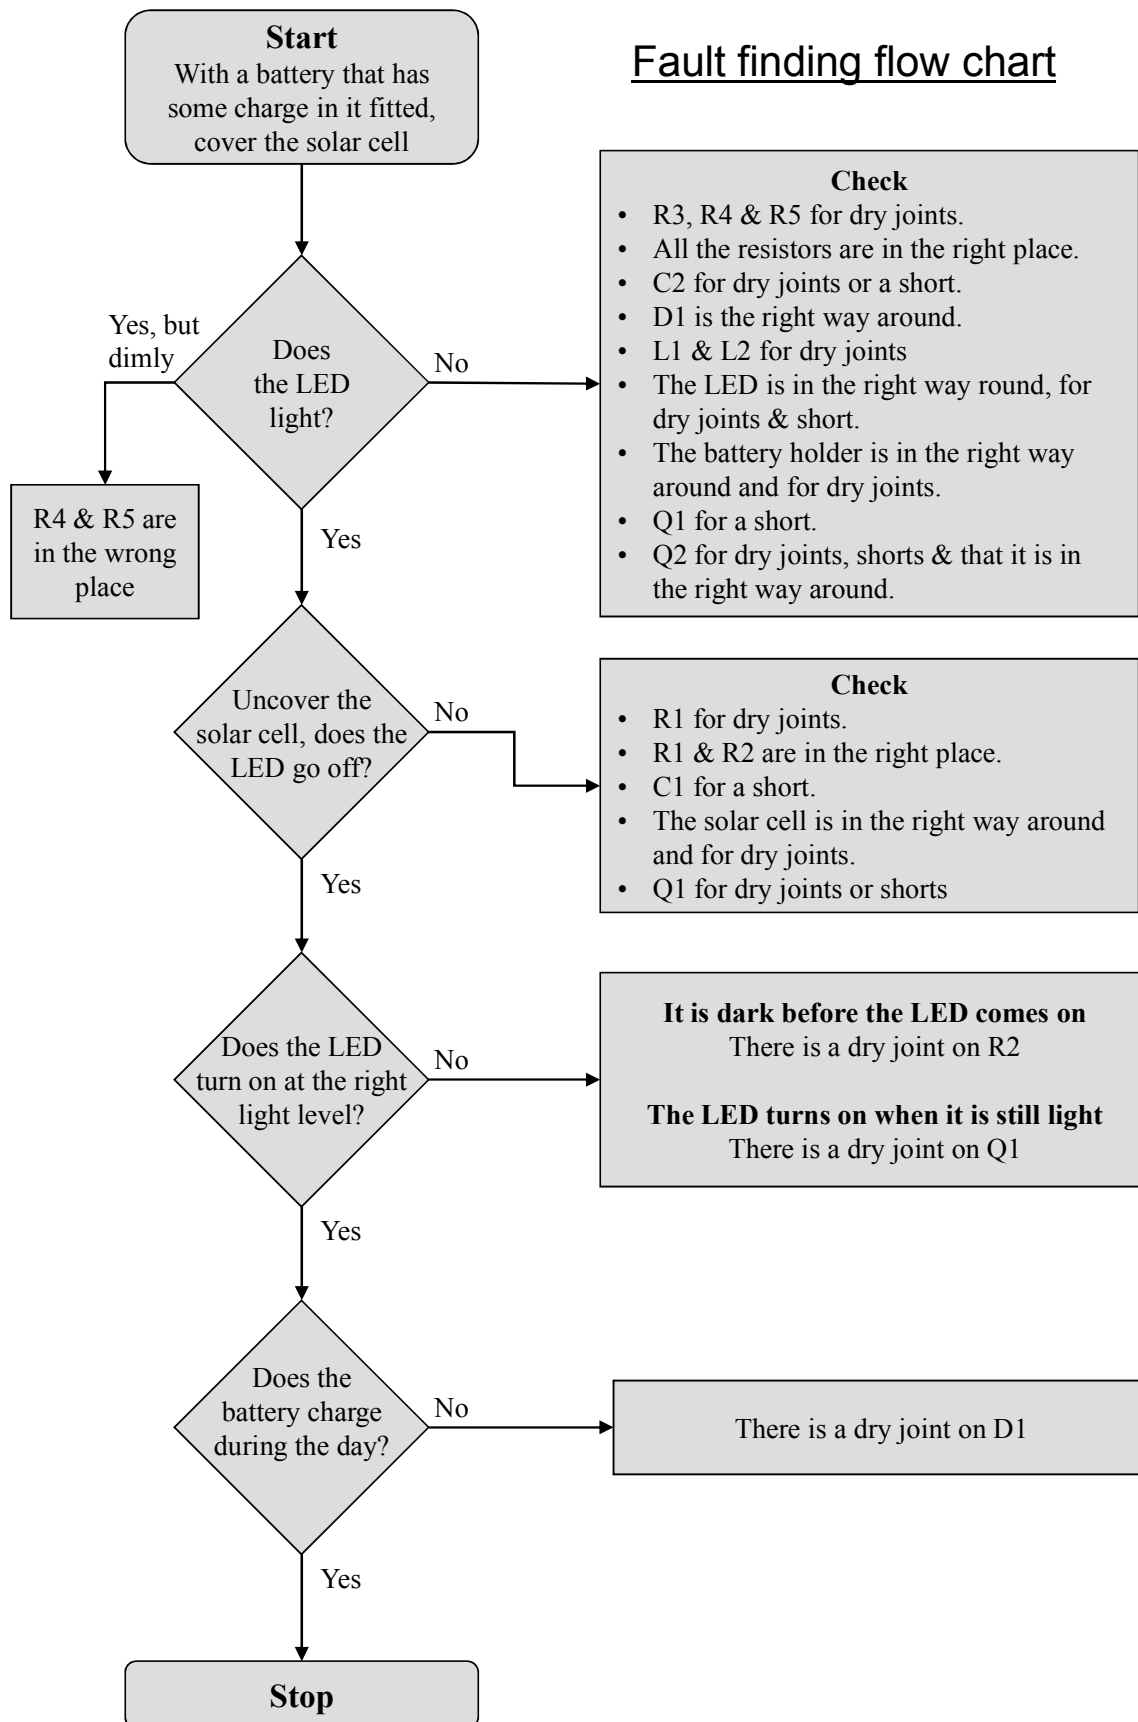 Start
With a battery that has
some charge in it fitted,
cover the solar cell
Fault finding flow chart
Check
• R3, R4 & R5 for dry joints.
• All the resistors are in the right place.
• C2 for dry joints or a short.
• D1 is the right way around.
• L1 & L2 for dry joints
• The LED is in the right way round, for
dry joints & short.
• The battery holder is in the right way
around and for dry joints.
• Q1 for a short.
• Q2 for dry joints, shorts & that it is in
the right way around.
Yes, but
dimly
Does
the LED
light?
No
R4 & R5 are
in the wrong
place
Yes
Uncover the
solar cell, does the
LED go off?
No
Check
• R1 for dry joints.
• R1 & R2 are in the right place.
• C1 for a short.
• The solar cell is in the right way around
and for dry joints.
• Q1 for dry joints or shorts
Yes
Does the LED
turn on at the right
light level?
No
It is dark before the LED comes on
There is a dry joint on R2
The LED turns on when it is still light
There is a dry joint on Q1
Yes
Does the
battery charge
during the day?
No
There is a dry joint on D1
Yes
Stop